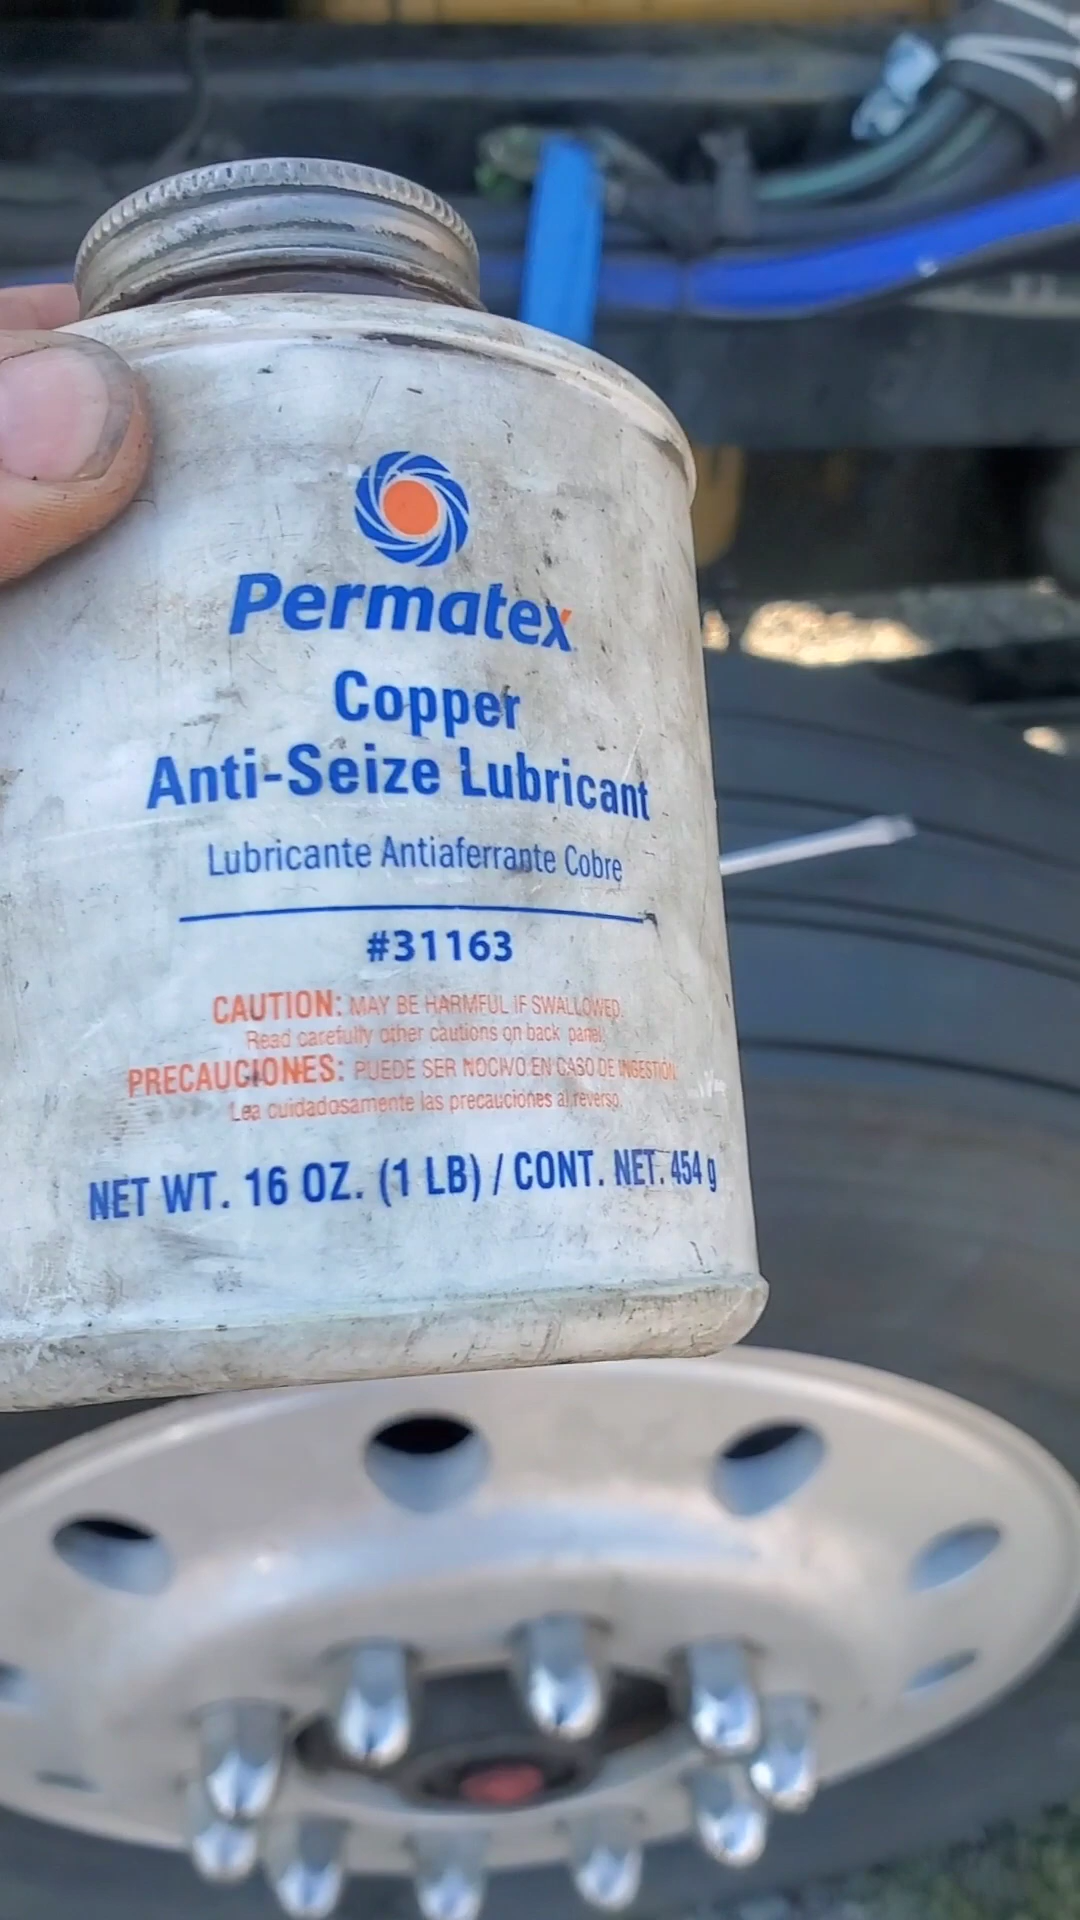 Permatex
Copper
Anti-Seize Lubricant
Lubricante Antiaferrante Cobre
#31163
CAUTION: MAY BE HARMFUL IF SWALLOWED.
Read carefully other cautions on back panel.
PRECAUCIONES: PUEDE SER NOCIVO EN CASO DE INGESTIÓN.
Lea cuidadosamente las precauciones al reverso.
NET WT. 16 OZ. (1 LB) / CONT. NET. 454 g